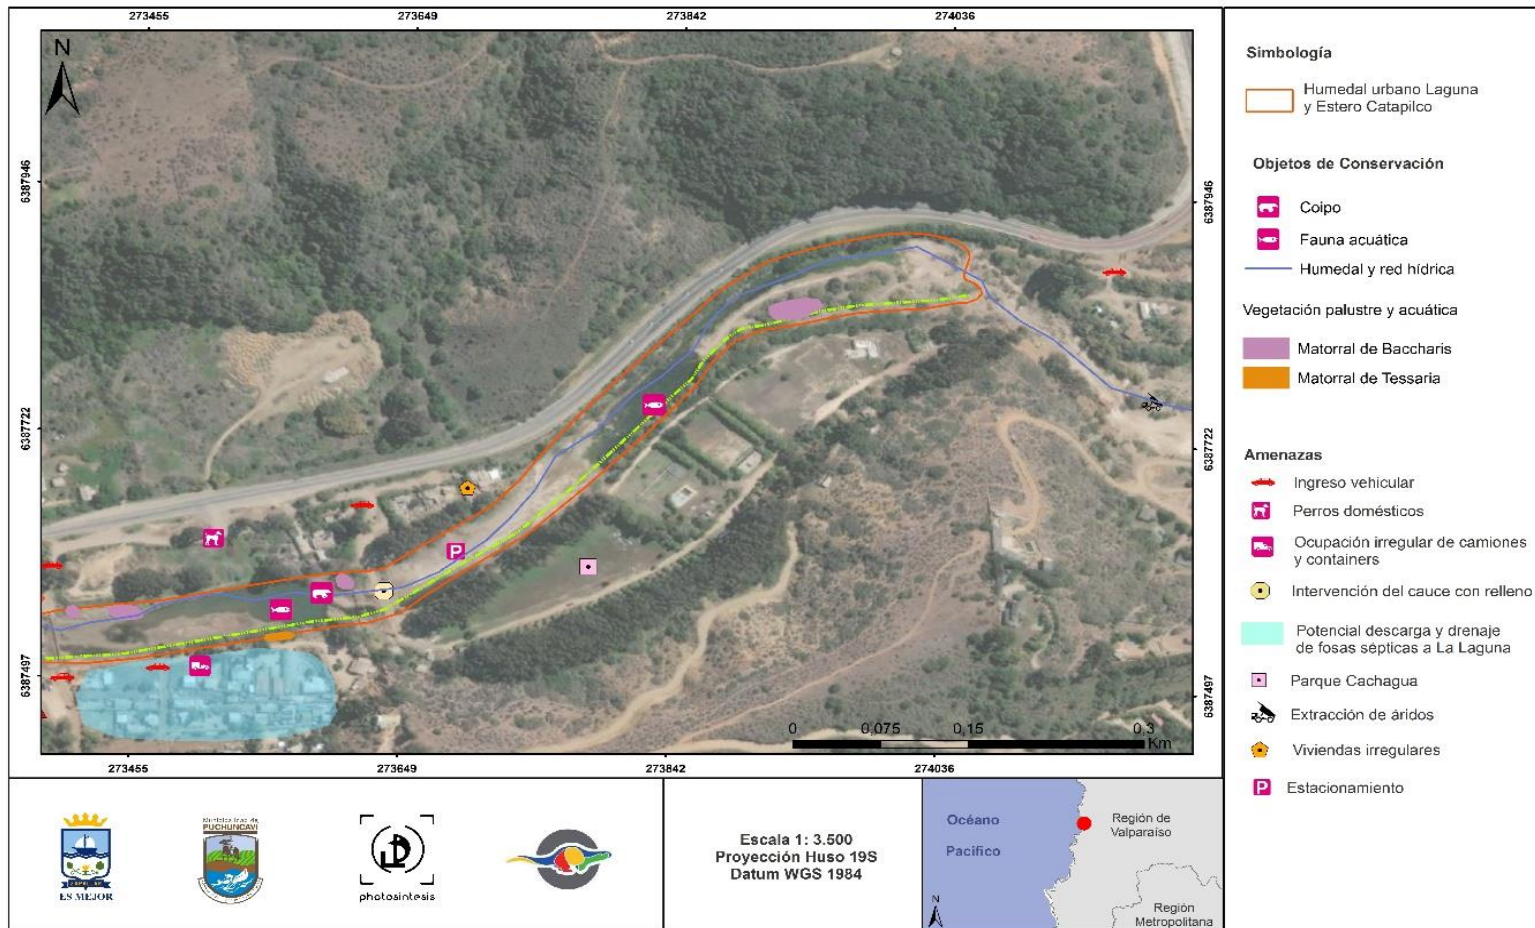 273455
273649
273842
274036
N
6387946
6387722
6387497
6387946
6387722
6387497
P
0
0,075
0,15
0,3
Km
273455
273649
273842
274036
Simbología
Humedal urbano Laguna
y Estero Catapilco
Objetos de Conservación
Coipo
Fauna acuática
Humedal y red hídrica
Vegetación palustre y acuática
Matorral de Baccharis
Matorral de Tessaria
Amenazas
Ingreso vehicular
Perros domésticos
Ocupación irregular de camiones
y containers
Intervención del cauce con relleno
Potencial descarga y drenaje
de fosas sépticas a La Laguna
Parque Cachagua
Extracción de áridos
Viviendas irregulares
P
Estacionamiento
ES MEJOR
PUCHUNCAVÍ
photosintesis
Escala 1: 3.500
Proyección Huso 19S
Datum WGS 1984
Océano
Pacífico
Región de
Valparaíso
Región
Metropolitana
N